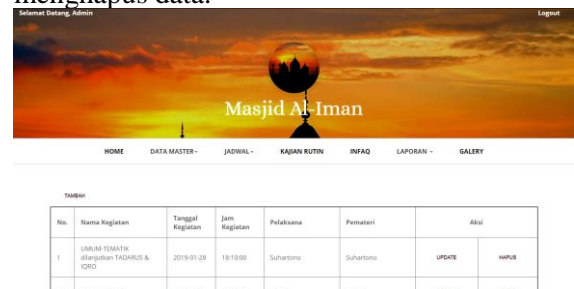 menghapus data.
Selamat Datang, Admin Logout
Masjid Al-Iman
HOME DATA MASTER JADWAL KAJIAN RUTIN INFAQ LAPORAN GALERY
TAMBAH
No. Nama Kegiatan Tanggal Kegiatan Jam Kegiatan Pelaksana Pemateri Aksi
1 UMUM-TEMATIK dilanjutkan TADARUS & IQRO 2019-01-28 18:10:00 Suhartono Suhartono UPDATE HAPUS